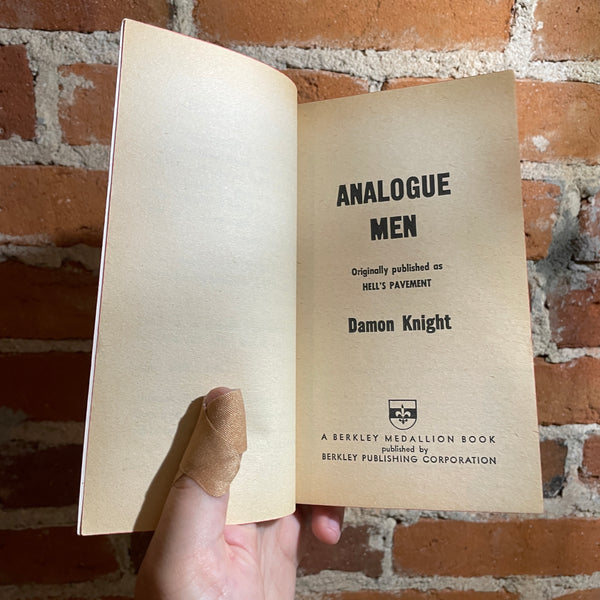 ANALOGUE
MEN
Originally published as
HELL'S PAVEMENT
Damon Knight
A BERKLEY MEDALLION BOOK
published by
BERKLEY PUBLISHING CORPORATION